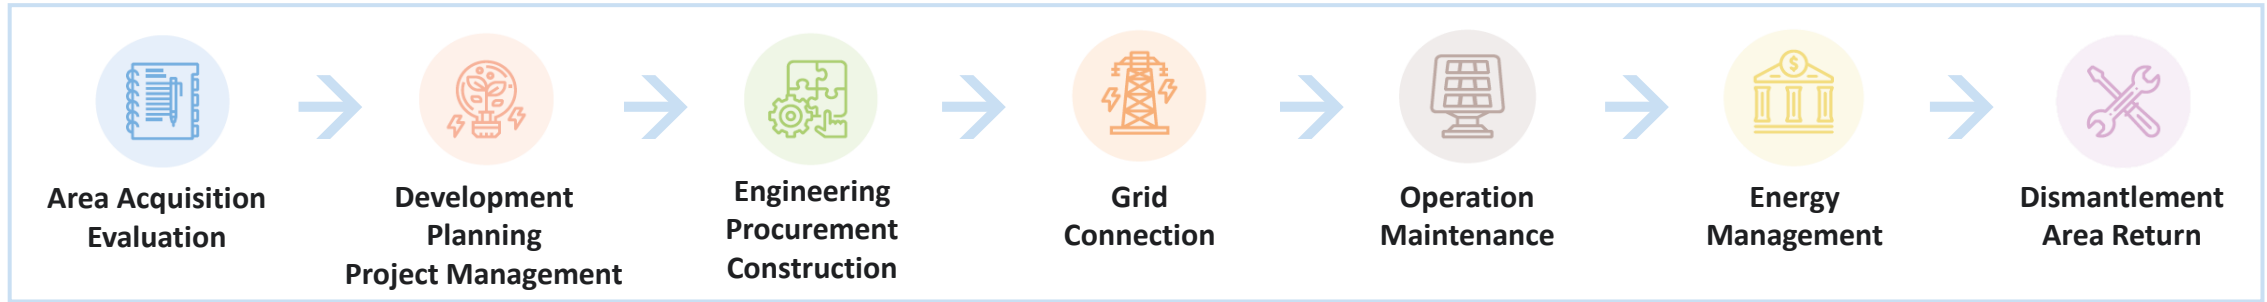 Area Acquisition
Evaluation
Development
Planning
Project Management
Engineering
Procurement
Construction
Grid
Connection
Operation
Maintenance
$
Energy
Management
Dismantlement
Area Return